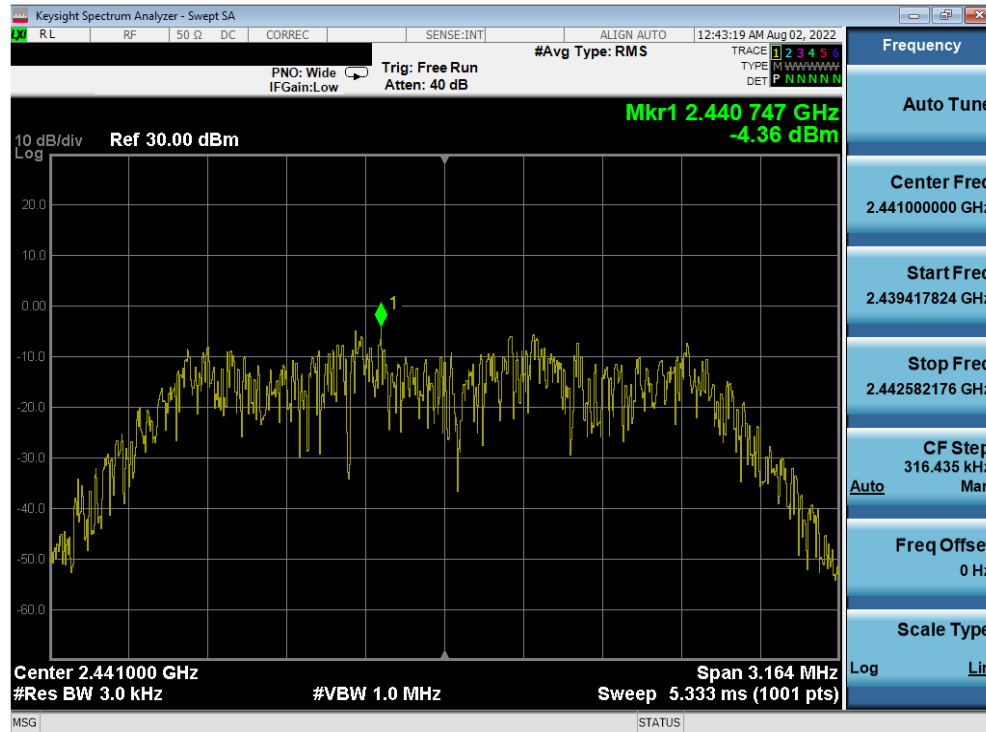 Keysight Spectrum Analyzer - Swept SA
LXI RL RF 50 Ω DC CORREC SENSE:INT ALIGN AUTO 12:43:19 AM Aug 02, 2022
#Avg Type: RMS TRACE 1 2 3 4 5 6
PNO: Wide Trig: Free Run TYPE M WWWWW
IFGain:Low Atten: 40 dB DET P N N N N N
Mkr1 2.440 747 GHz
-4.36 dBm
10 dB/div Ref 30.00 dBm
Log
20.0
10.0
0.00
-10.0
-20.0
-30.0
-40.0
-50.0
-60.0
1
Center 2.441000 GHz Span 3.164 MHz
#Res BW 3.0 kHz #VBW 1.0 MHz Sweep 5.333 ms (1001 pts)
MSG STATUS
Frequency
Auto Tune
Center Freq
2.441000000 GHz
Start Freq
2.439417824 GHz
Stop Freq
2.442582176 GHz
CF Step
316.435 kHz
Auto Man
Freq Offset
0 Hz
Scale Type
Log Lin